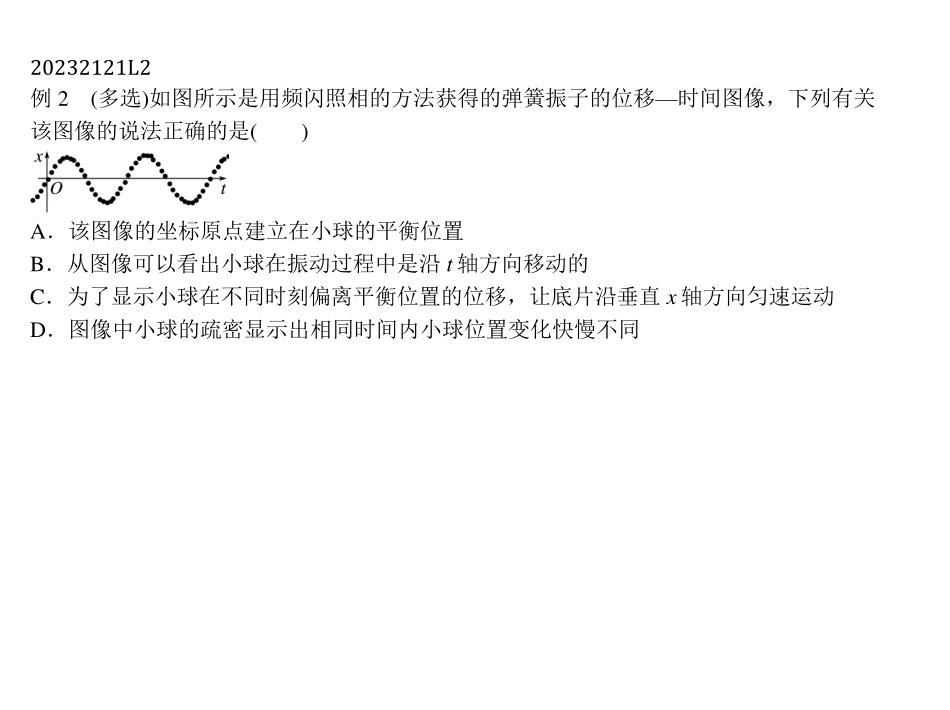 20232121L2
例 2 (多选)如图所示是用频闪照相的方法获得的弹簧振子的位移—时间图像，下列有关
该图像的说法正确的是(  )
x
O
t
A．该图像的坐标原点建立在小球的平衡位置
B．从图像可以看出小球在振动过程中是沿 t 轴方向移动的
C．为了显示小球在不同时刻偏离平衡位置的位移，让底片沿垂直 x 轴方向匀速运动
D．图像中小球的疏密显示出相同时间内小球位置变化快慢不同